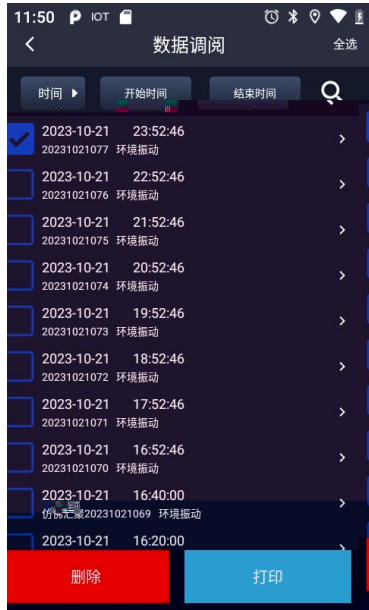 11:50 P IOT
数据调阅 全选
时间 开始时间 结束时间
2023-10-21 23:52:46
20231021077 环境振动
2023-10-21 22:52:46
20231021076 环境振动
2023-10-21 21:52:46
20231021075 环境振动
2023-10-21 20:52:46
20231021074 环境振动
2023-10-21 19:52:46
20231021073 环境振动
2023-10-21 18:52:46
20231021072 环境振动
2023-10-21 17:52:46
20231021071 环境振动
2023-10-21 16:52:46
20231021070 环境振动
2023-10-21 16:40:00
20231021069 环境振动
2023-10-21 16:20:00
删除 打印